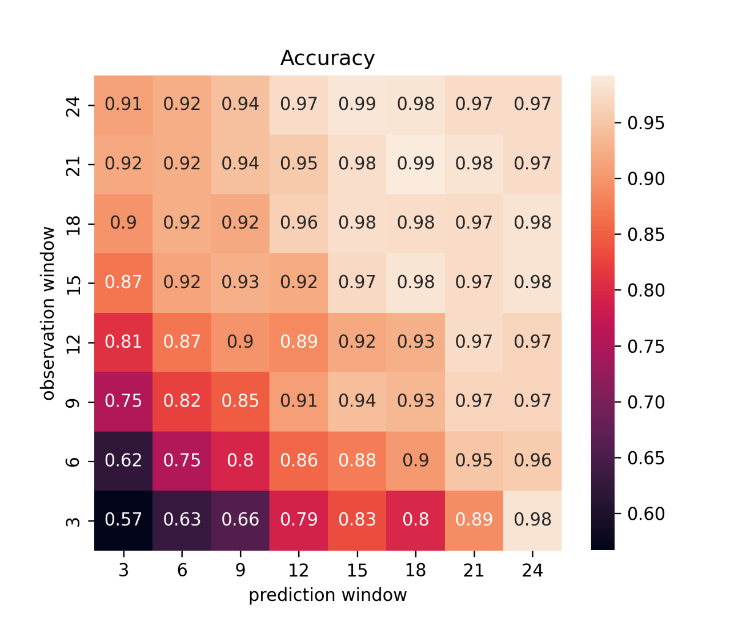 Accuracy
24 0.91 0.92 0.94 0.97 0.99 0.98 0.97 0.97
21 0.92 0.92 0.94 0.95 0.98 0.99 0.98 0.97
18 0.9 0.92 0.92 0.96 0.98 0.98 0.97 0.98
15 0.87 0.92 0.93 0.92 0.97 0.98 0.97 0.98
12 0.81 0.87 0.9 0.89 0.92 0.93 0.97 0.97
9 0.75 0.82 0.85 0.91 0.94 0.93 0.97 0.97
6 0.62 0.75 0.8 0.86 0.88 0.9 0.95 0.96
3 0.57 0.63 0.66 0.79 0.83 0.8 0.89 0.98
3 6 9 12 15 18 21 24
prediction window
observation window
0.95
0.90
0.85
0.80
0.75
0.70
0.65
0.60